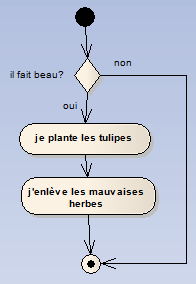 non
il fait beau?
oui
je plante les tulipes
j'enlève les mauvaises
herbes